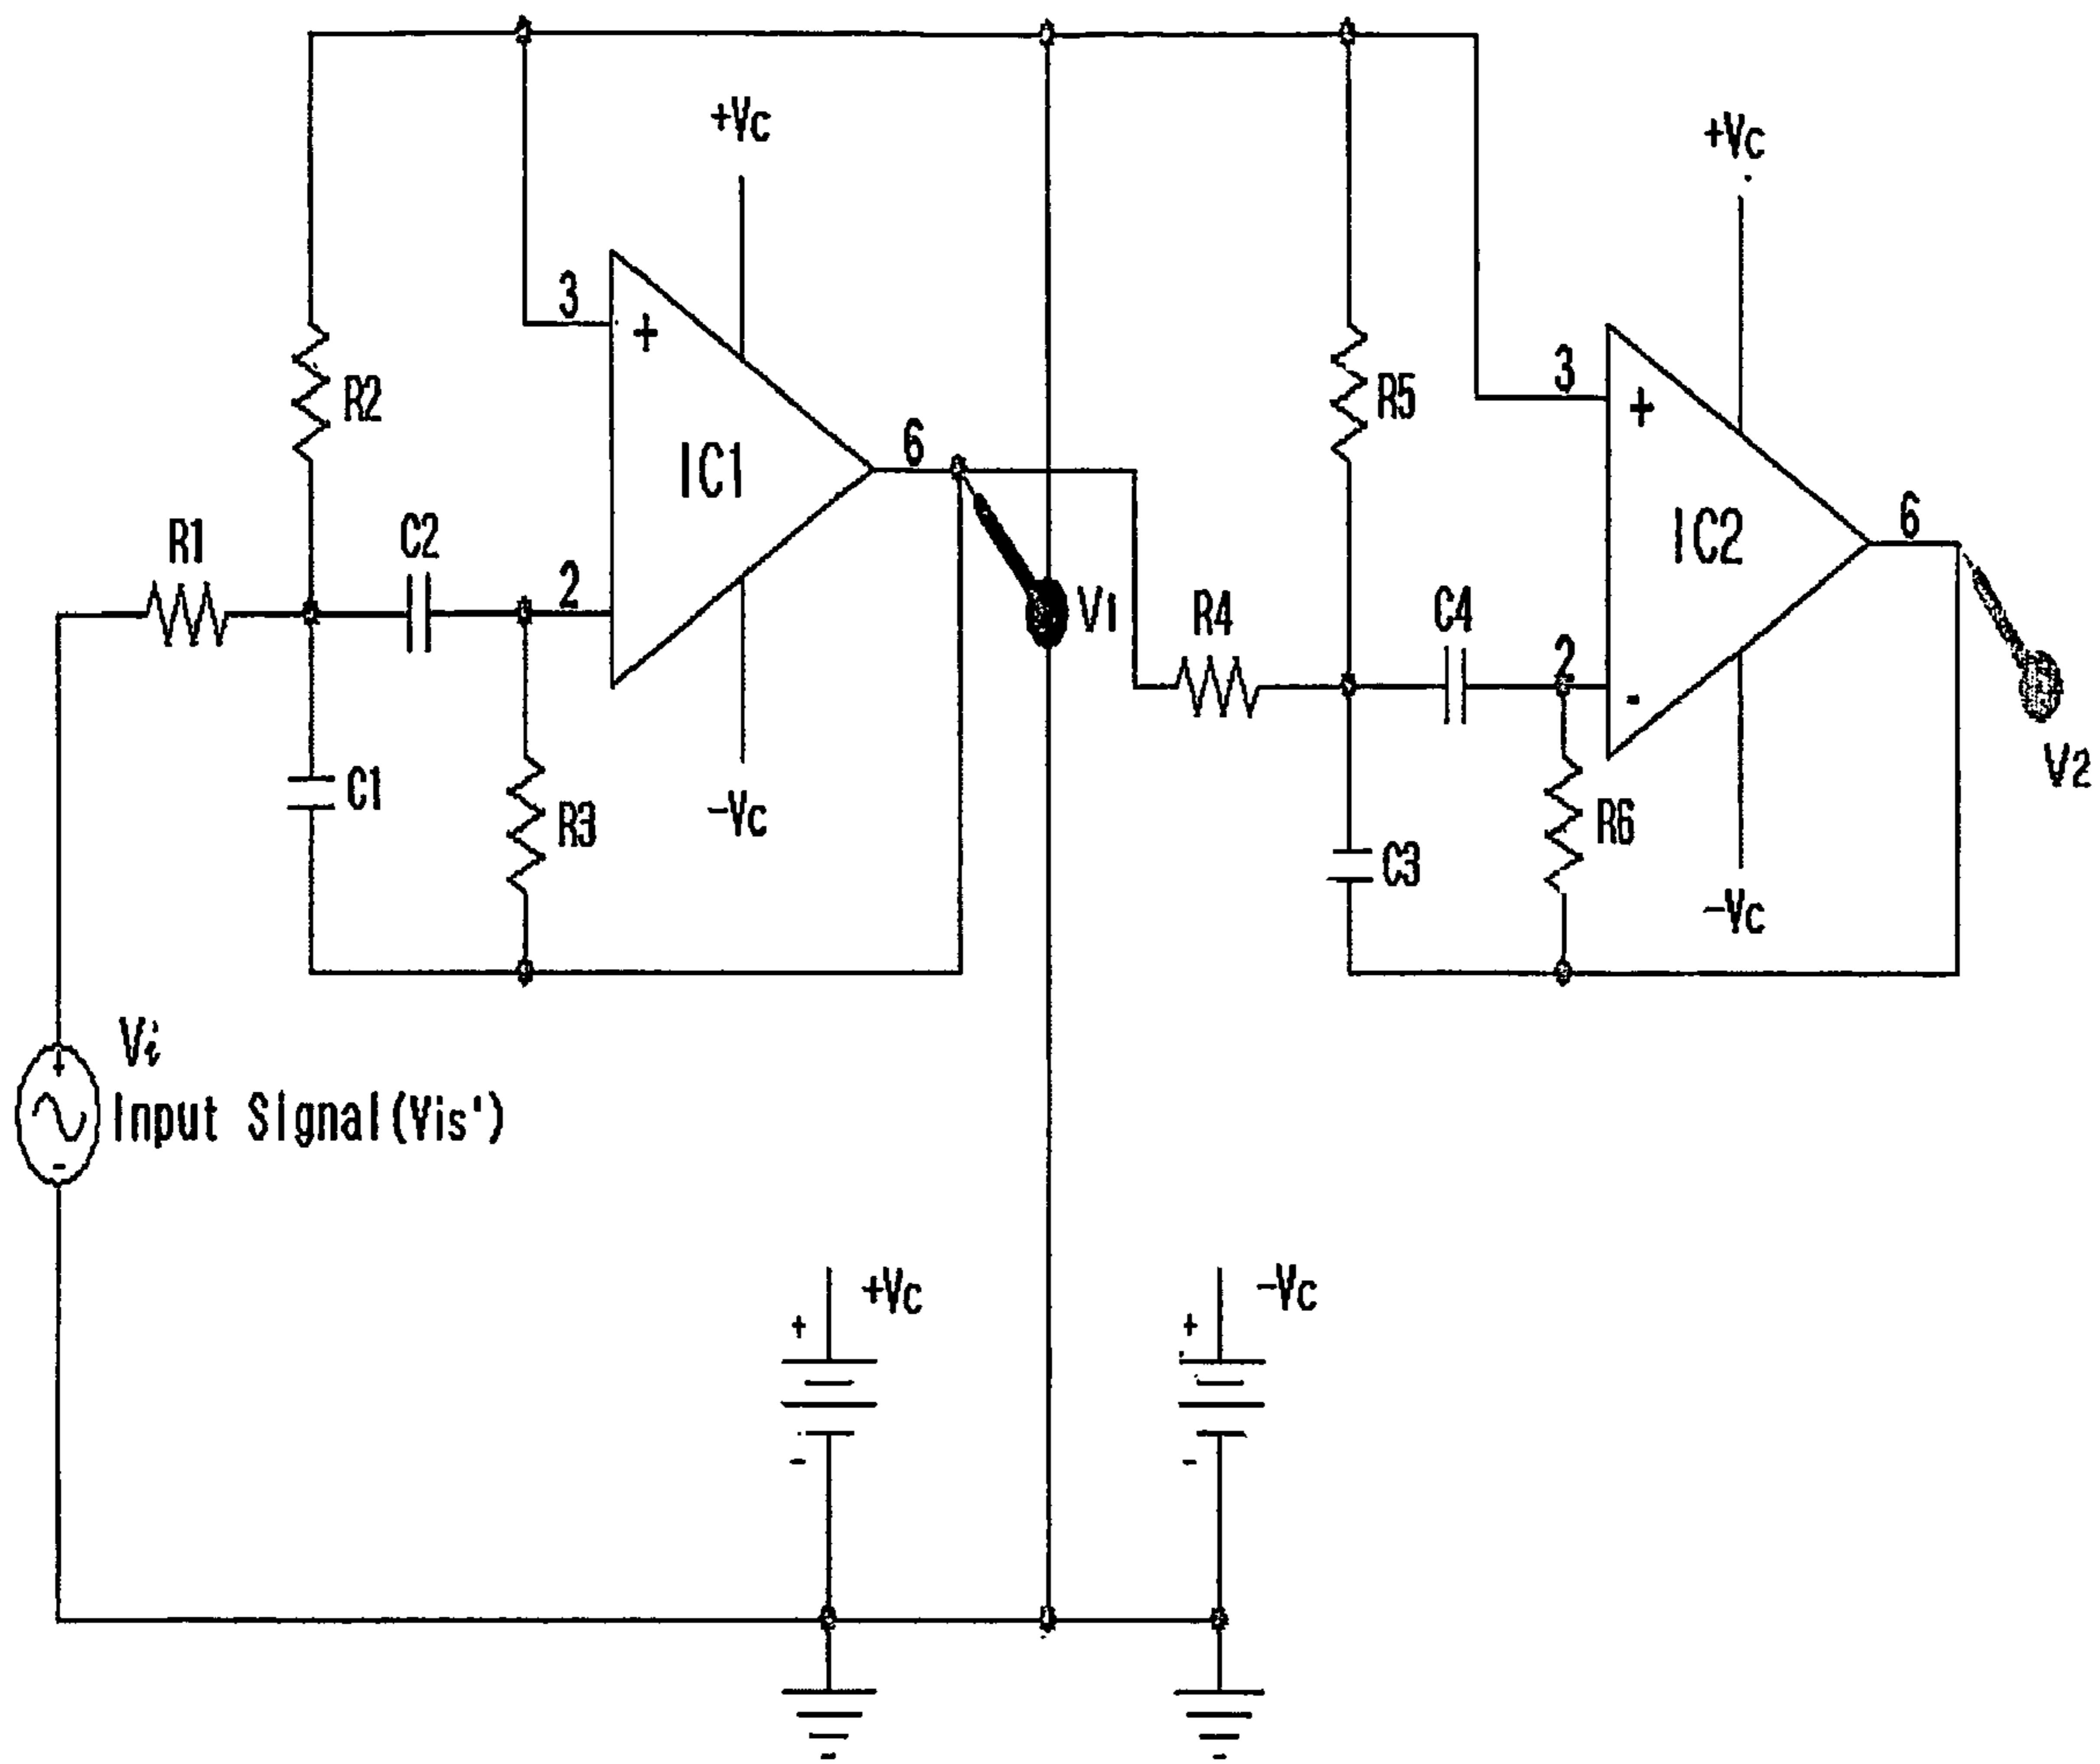 +Vc
+Vc
3
+
R2
IC1
6
3
+
R5
IC2
6
R1
C2
2
V1
R4
C4
2
-
C1
R3
-Vc
V2
C3
R6
-Vc
Vi
+
-
Input Signal(Vis')
+Vc
+
-
-Vc
+
-